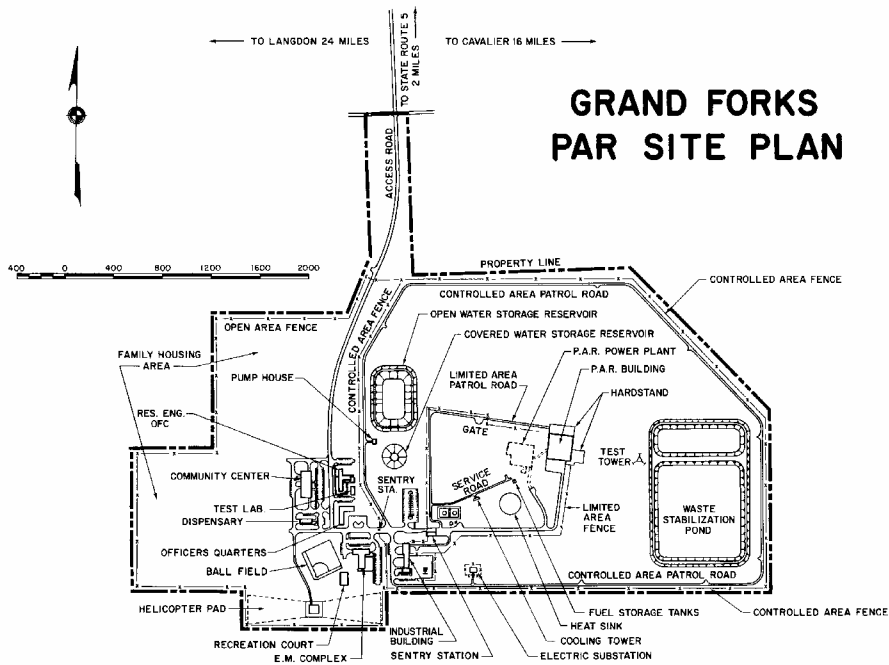 TO LANGDON 24 MILES
TO STATE ROUTE 5
2 MILES
TO CAVALIER 16 MILES
GRAND FORKS
PAR SITE PLAN
ACCESS ROAD
400 0 400 800 1200 1600 2000
PROPERTY LINE
CONTROLLED AREA FENCE
CONTROLLED AREA PATROL ROAD
OPEN WATER STORAGE RESERVOIR
CONTROLLED AREA FENCE
OPEN AREA FENCE
COVERED WATER STORAGE RESERVOIR
FAMILY HOUSING
AREA
P.A.R. POWER PLANT
LIMITED AREA
PATROL ROAD
P.A.R. BUILDING
PUMP HOUSE
HARDSTAND
RES. ENG.
OFC
GATE
TEST
TOWER
COMMUNITY CENTER
SERVICE
ROAD
SENTRY
STA.
TEST LAB.
DISPENSARY
LIMITED
AREA
FENCE
WASTE
STABILIZATION
POND
OFFICERS QUARTERS
BALL FIELD
CONTROLLED AREA PATROL ROAD
HELICOPTER PAD
FUEL STORAGE TANKS
CONTROLLED AREA FENCE
HEAT SINK
INDUSTRIAL
BUILDING
COOLING TOWER
RECREATION COURT
E.M. COMPLEX
SENTRY STATION
ELECTRIC SUBSTATION